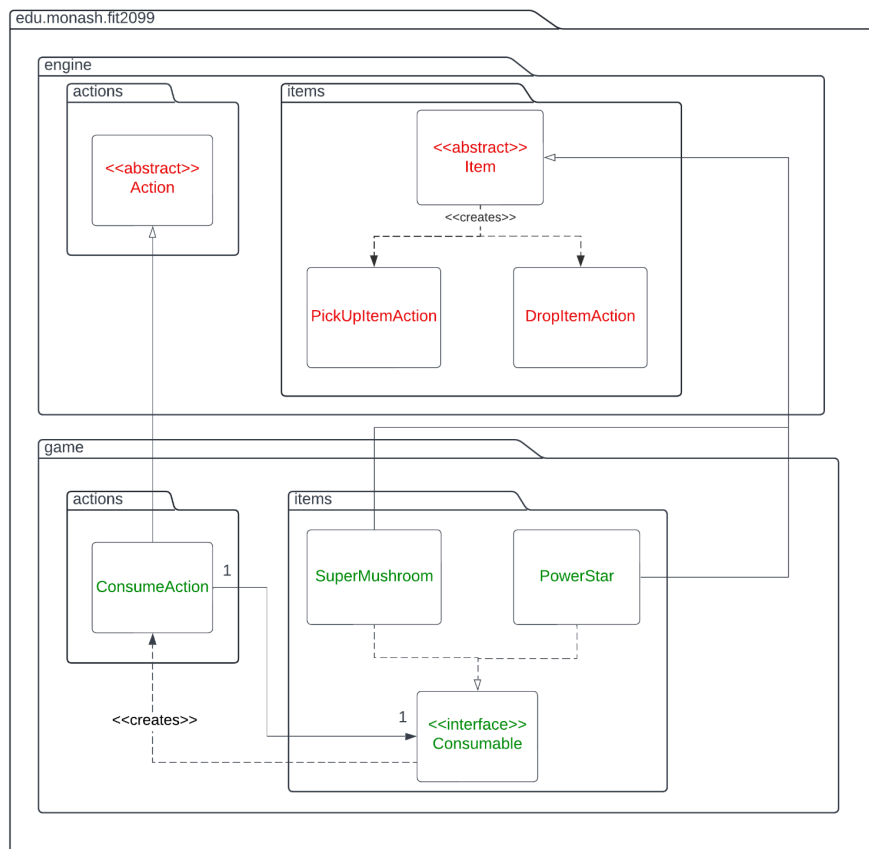 edu.monash.fit2099
engine
actions
items
<<abstract>>
Action
<<abstract>>
Item
<<creates>>
PickUpItemAction
DropItemAction
game
actions
items
ConsumeAction
1
SuperMushroom
PowerStar
<<creates>>
1
<<interface>>
Consumable